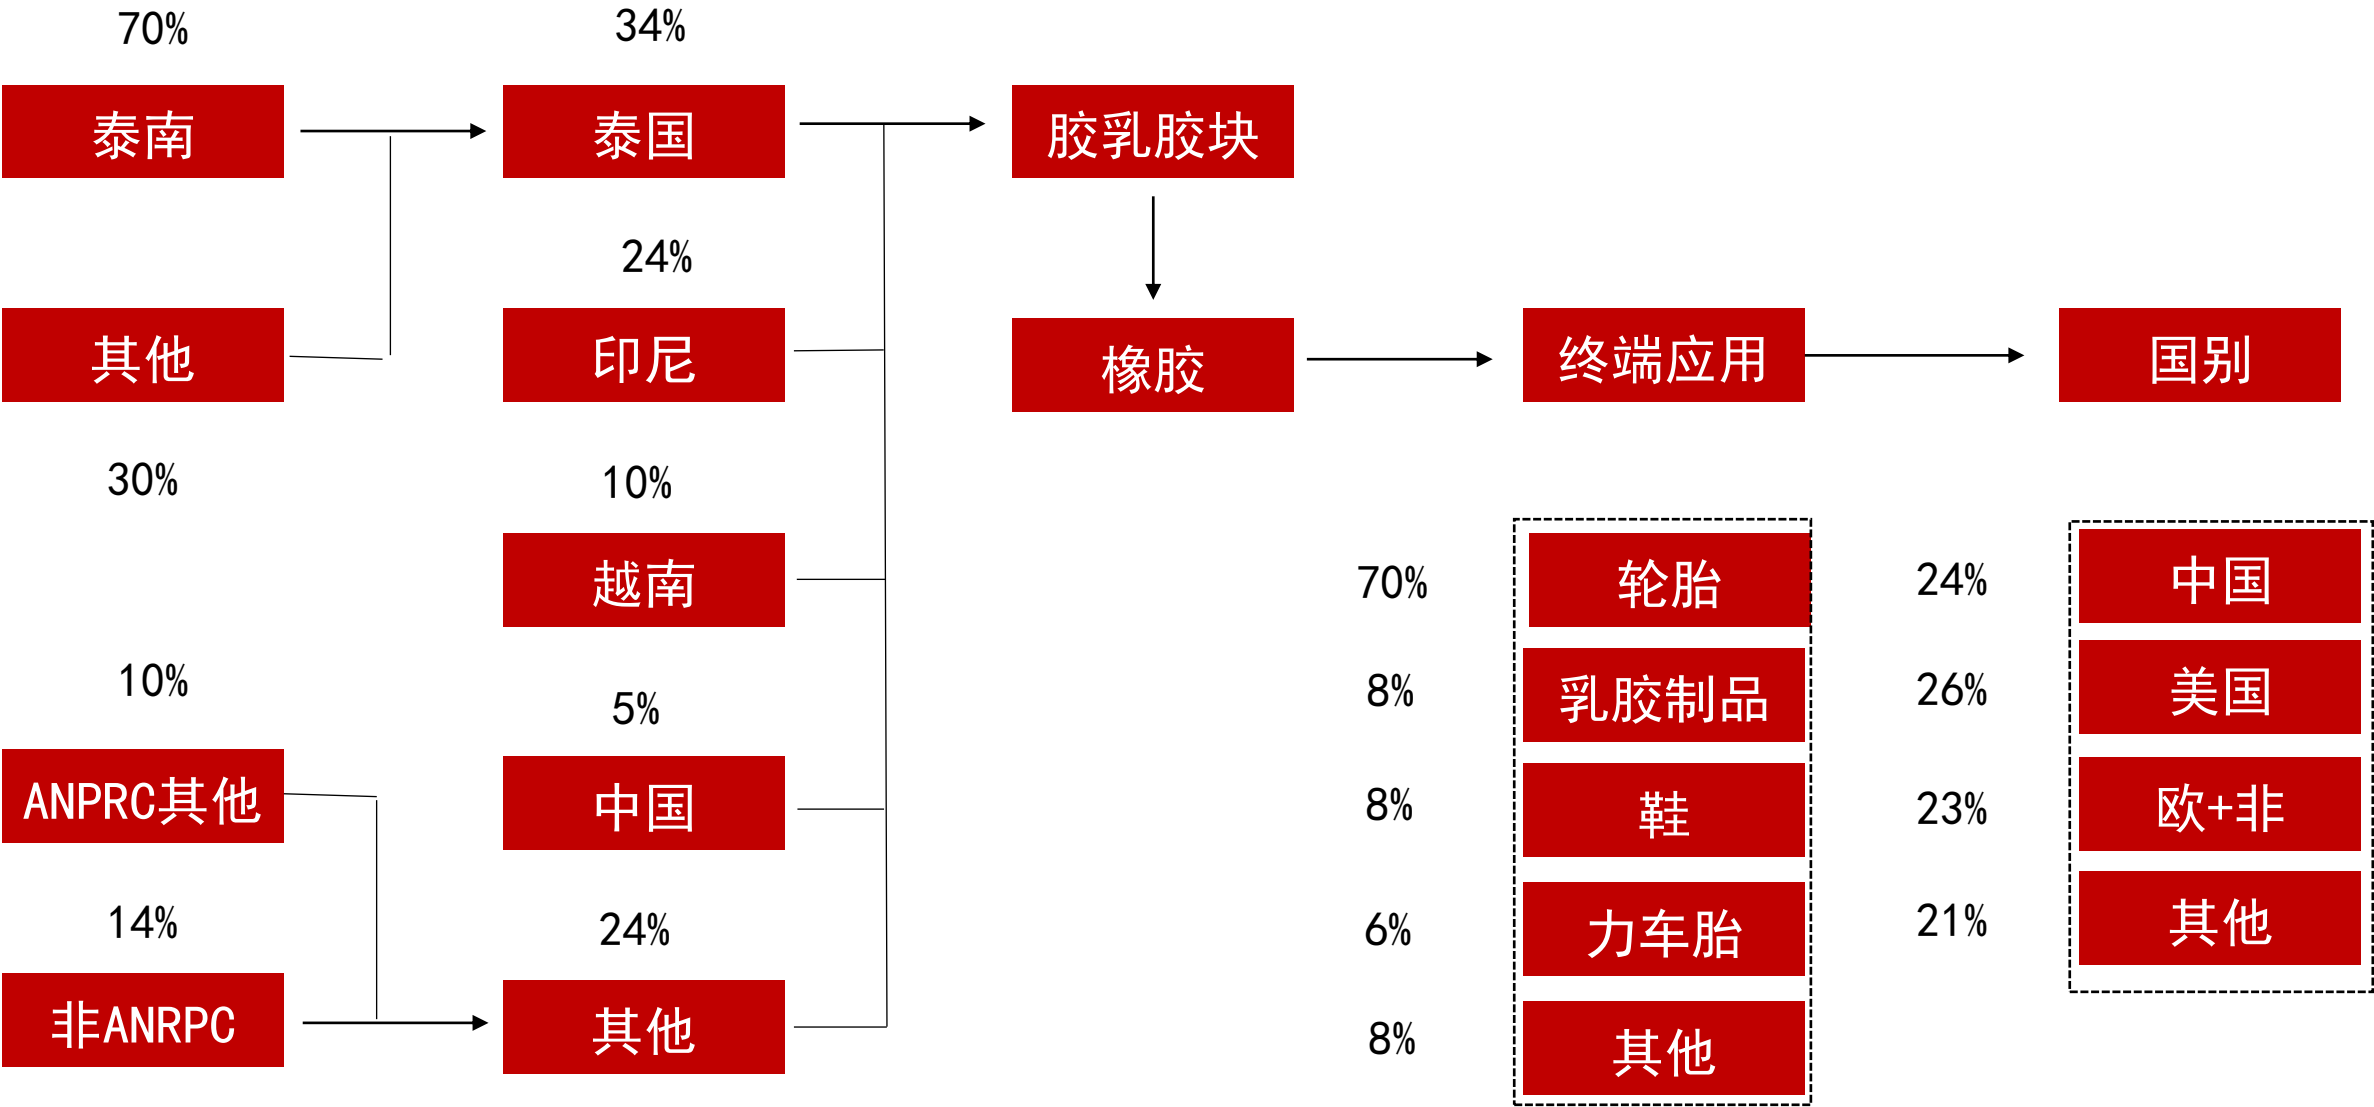 70%
泰南
其他
30%
10%
ANPRC其他
14%
非ANRPC
34%
泰国
24%
印尼
10%
越南
5%
中国
24%
其他
胶乳胶块
橡胶
终端应用
70%
轮胎
8%
乳胶制品
8%
鞋
6%
力车胎
8%
其他
国别
24%
中国
26%
美国
23%
欧+非
21%
其他